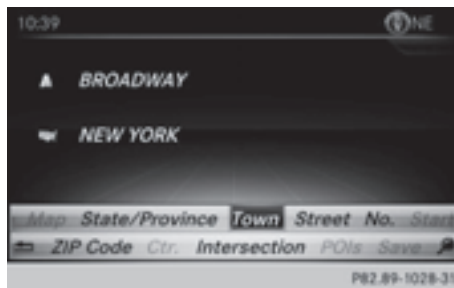 10:39 NE
BROADWAY
NEW YORK
Map State/Province Town Street No. Start
ZIP Code Ctr. Intersection POIs Save
P82.89-1028-31